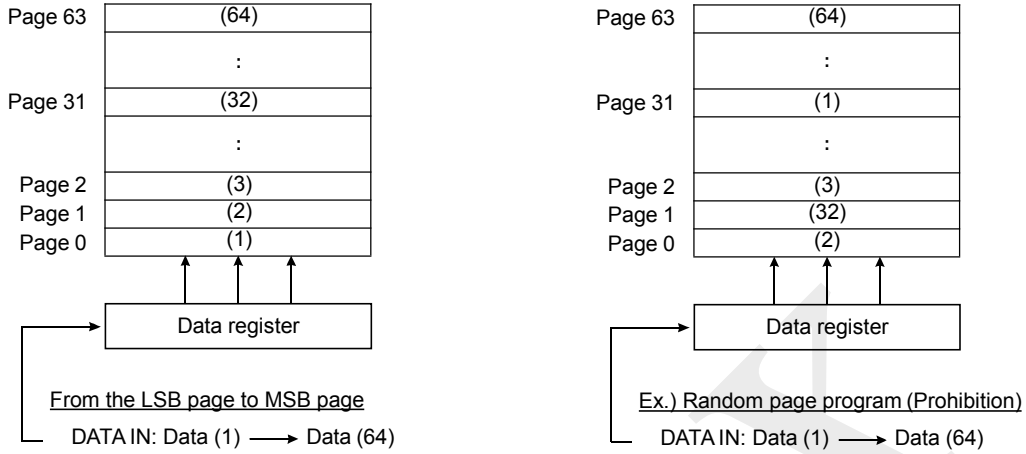 Page 63 (64)
:
Page 31 (32)
:
Page 2 (3)
Page 1 (2)
Page 0 (1)
Data register
From the LSB page to MSB page
DATA IN: Data (1) Data (64)
Page 63 (64)
:
Page 31 (1)
:
Page 2 (3)
Page 1 (32)
Page 0 (2)
Data register
Ex.) Random page program (Prohibition)
DATA IN: Data (1) Data (64)